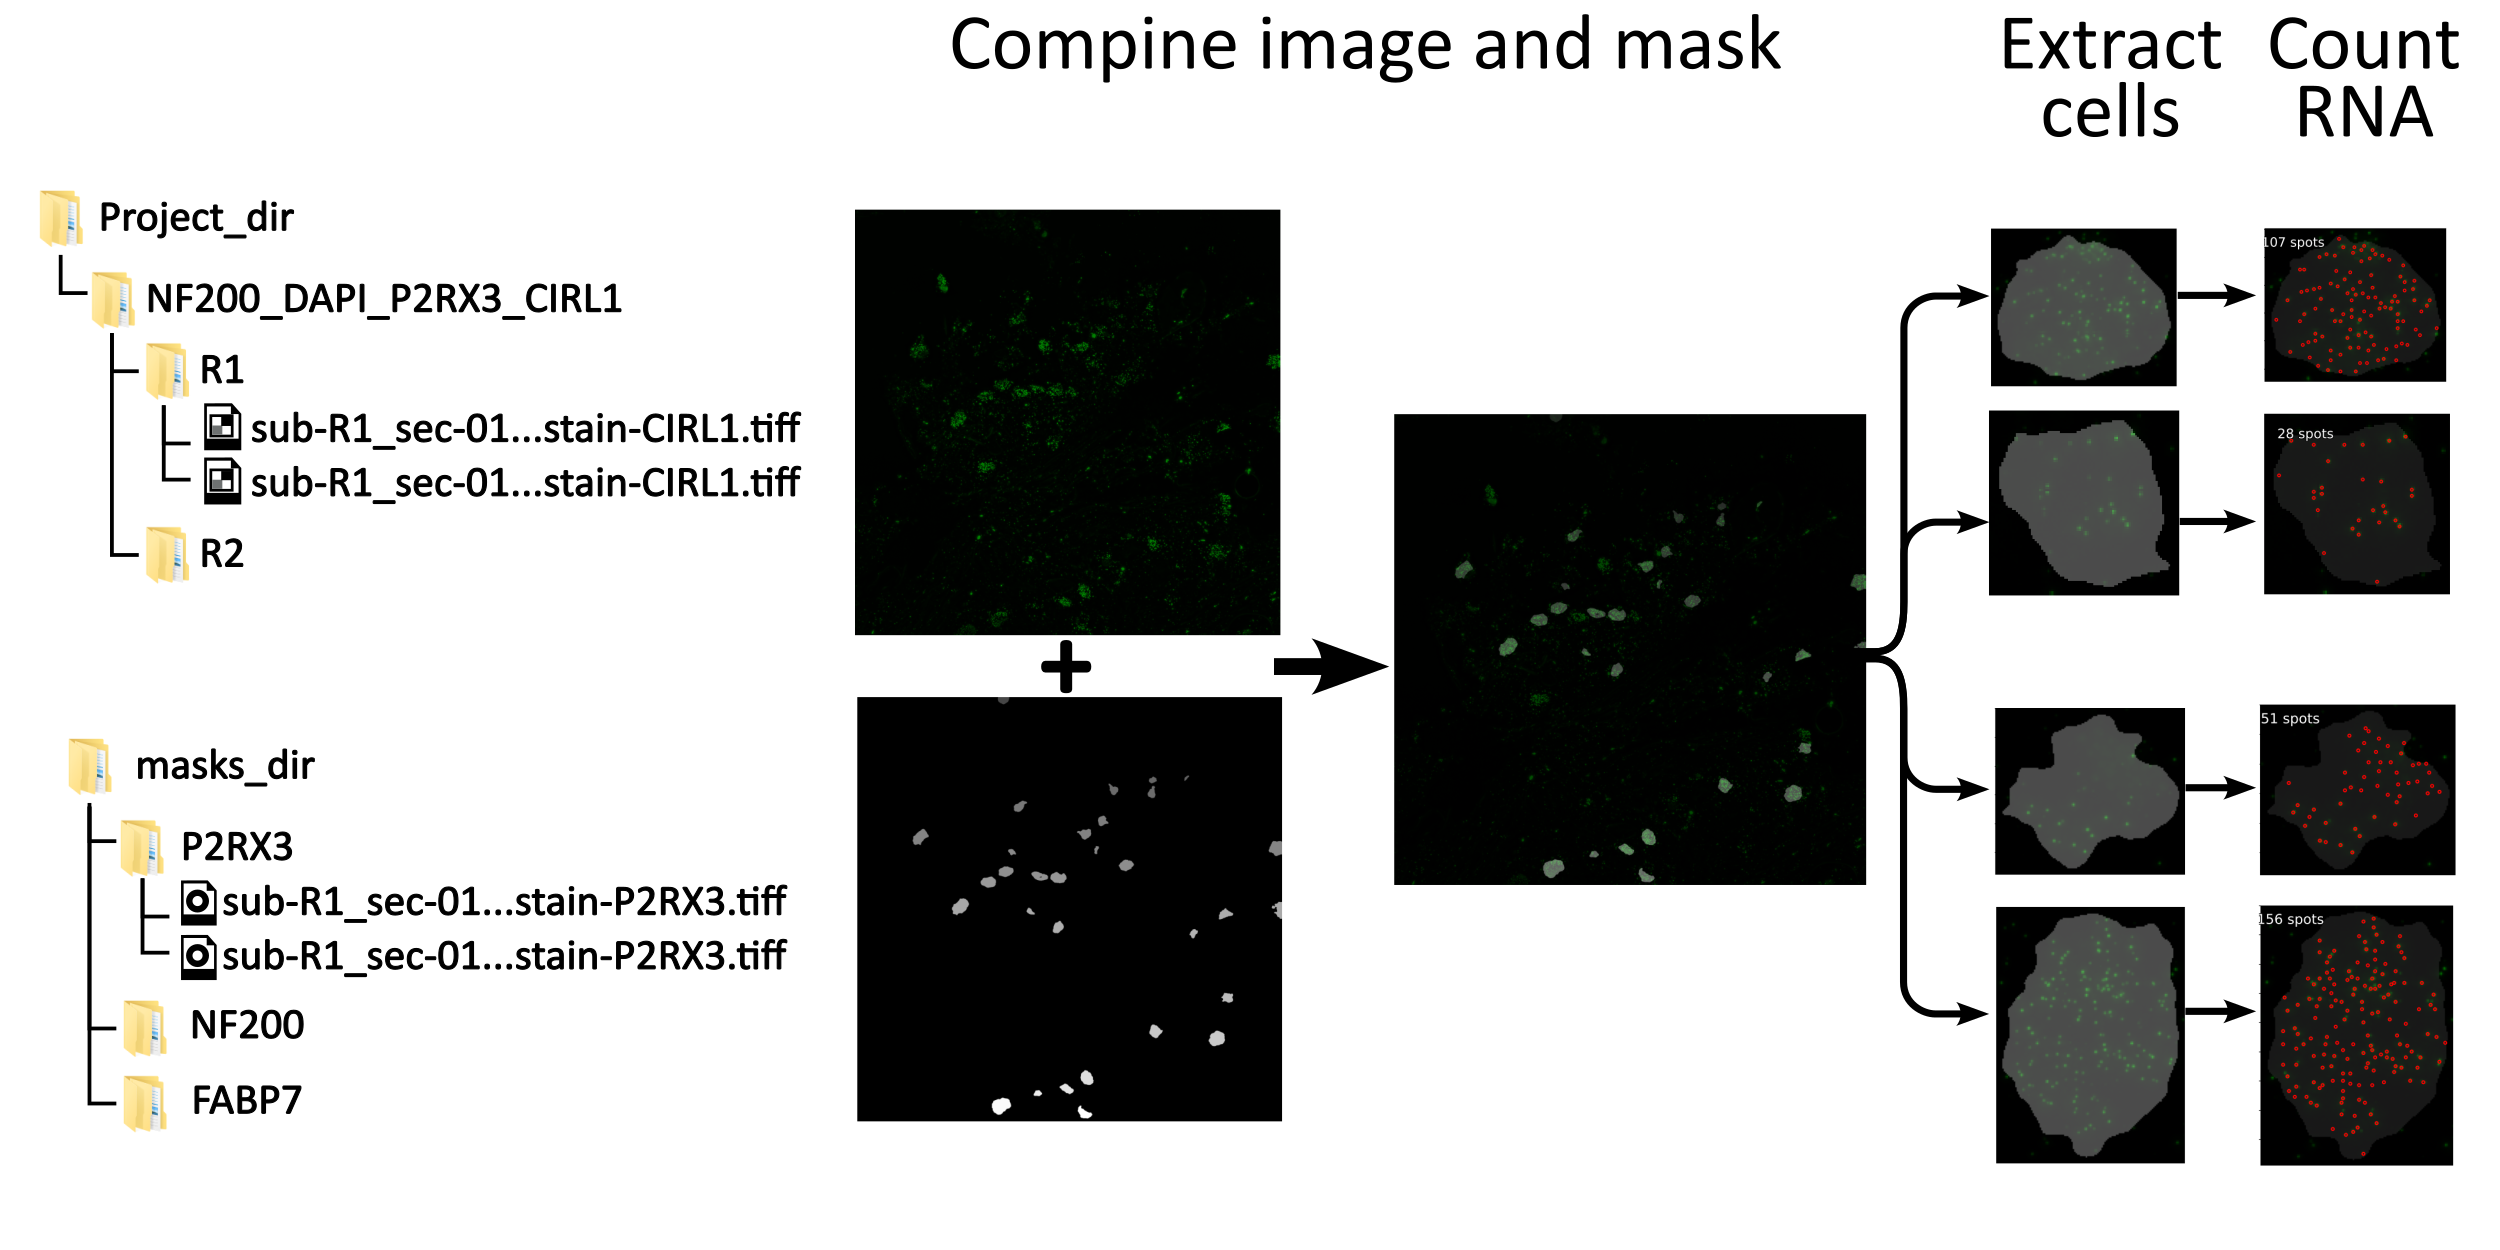 Compine image and mask
Extract
cells
Count
RNA
Project_dir
NF200_DAPI_P2RX3_CIRL1
R1
sub-R1_sec-01...stain-CIRL1.tiff
sub-R1_sec-01...stain-CIRL1.tiff
R2
masks_dir
P2RX3
sub-R1_sec-01...stain-P2RX3.tiff
sub-R1_sec-01...stain-P2RX3.tiff
NF200
FABP7
+
107 spots
28 spots
51 spots
156 spots